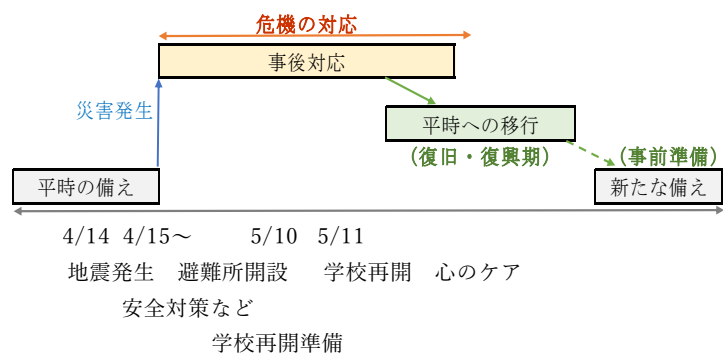 危機の対応
事後対応
災害発生
平時への移行
(復旧・復興期) (事前準備)
平時の備え 新たな備え
4/14 4/15～ 5/10 5/11
地震発生 避難所開設 学校再開 心のケア
安全対策など
学校再開準備